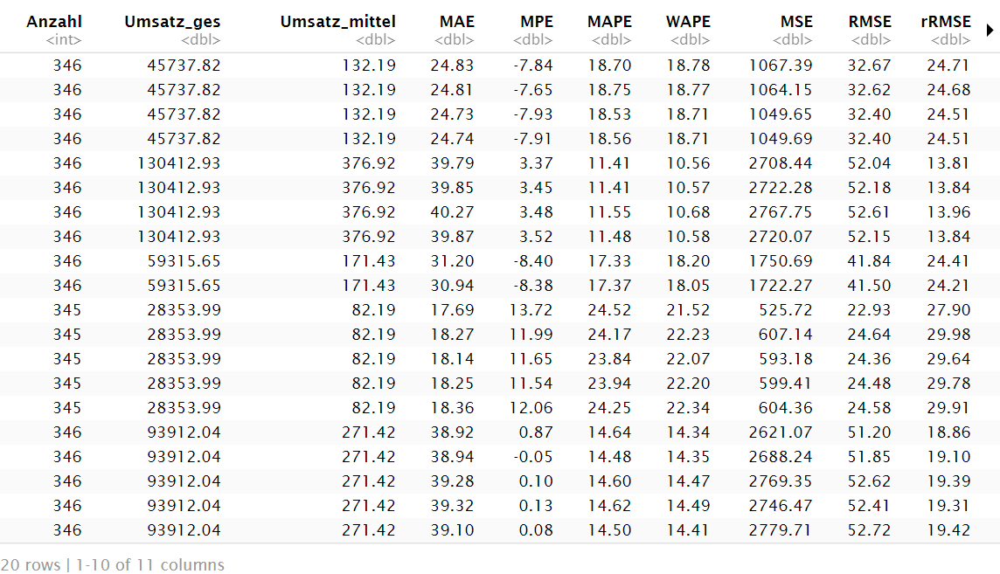 Anzahl Umsatz_ges Umsatz_mittel MAE MPE MAPE WAPE MSE RMSE rRMSE
<int> <dbl> <dbl> <dbl> <dbl> <dbl> <dbl> <dbl> <dbl> <dbl>
346 45737.82 132.19 24.83 -7.84 18.70 18.78 1067.39 32.67 24.71
346 45737.82 132.19 24.81 -7.65 18.75 18.77 1064.15 32.62 24.68
346 45737.82 132.19 24.73 -7.93 18.53 18.71 1049.65 32.40 24.51
346 45737.82 132.19 24.74 -7.91 18.56 18.71 1049.69 32.40 24.51
346 130412.93 376.92 39.79 3.37 11.41 10.56 2708.44 52.04 13.81
346 130412.93 376.92 39.85 3.45 11.41 10.57 2722.28 52.18 13.84
346 130412.93 376.92 40.27 3.48 11.55 10.68 2767.75 52.61 13.96
346 130412.93 376.92 39.87 3.52 11.48 10.58 2720.07 52.15 13.84
346 59315.65 171.43 31.20 -8.40 17.33 18.20 1750.69 41.84 24.41
346 59315.65 171.43 30.94 -8.38 17.37 18.05 1722.27 41.50 24.21
345 28353.99 82.19 17.69 13.72 24.52 21.52 525.72 22.93 27.90
345 28353.99 82.19 18.27 11.99 24.17 22.23 607.14 24.64 29.98
345 28353.99 82.19 18.14 11.65 23.84 22.07 593.18 24.36 29.64
345 28353.99 82.19 18.25 11.54 23.94 22.20 599.41 24.48 29.78
345 28353.99 82.19 18.36 12.06 24.25 22.34 604.36 24.58 29.91
346 93912.04 271.42 38.92 0.87 14.64 14.34 2621.07 51.20 18.86
346 93912.04 271.42 38.94 -0.05 14.48 14.35 2688.24 51.85 19.10
346 93912.04 271.42 39.28 0.10 14.60 14.47 2769.35 52.62 19.39
346 93912.04 271.42 39.32 0.13 14.62 14.49 2746.47 52.41 19.31
346 93912.04 271.42 39.10 0.08 14.50 14.41 2779.71 52.72 19.42
20 rows | 1-10 of 11 columns